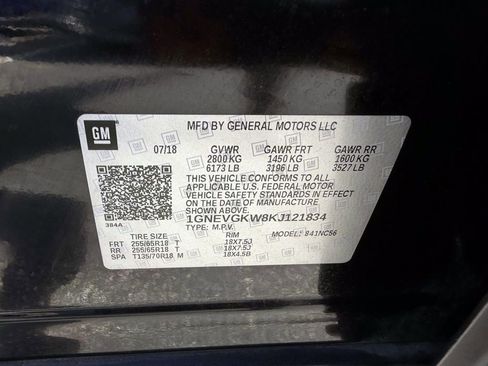 GM
MFD BY GENERAL MOTORS LLC
07/18 GVWR GAWR FRT GAWR RR
2800 KG 1450 KG 1600 KG
6173 LB 3196 LB 3527 LB
THIS VEHICLE CONFORMS TO ALL APPLICABLE
U.S. FEDERAL MOTOR
VEHICLE SAFETY STANDARDS IN EFFECT ON
THE DATE OF MANUFACTURE SHOWN ABOVE.
1GNEVGKW8KJ121834
384A TYPE: M.P.V. MODEL: 841NC56
TIRE SIZE RIM
FRT 255/65R18 T 18X7.5J
RR 255/65R18 T 18X7.5J
SPA T135/70R18 M 18X4.5B